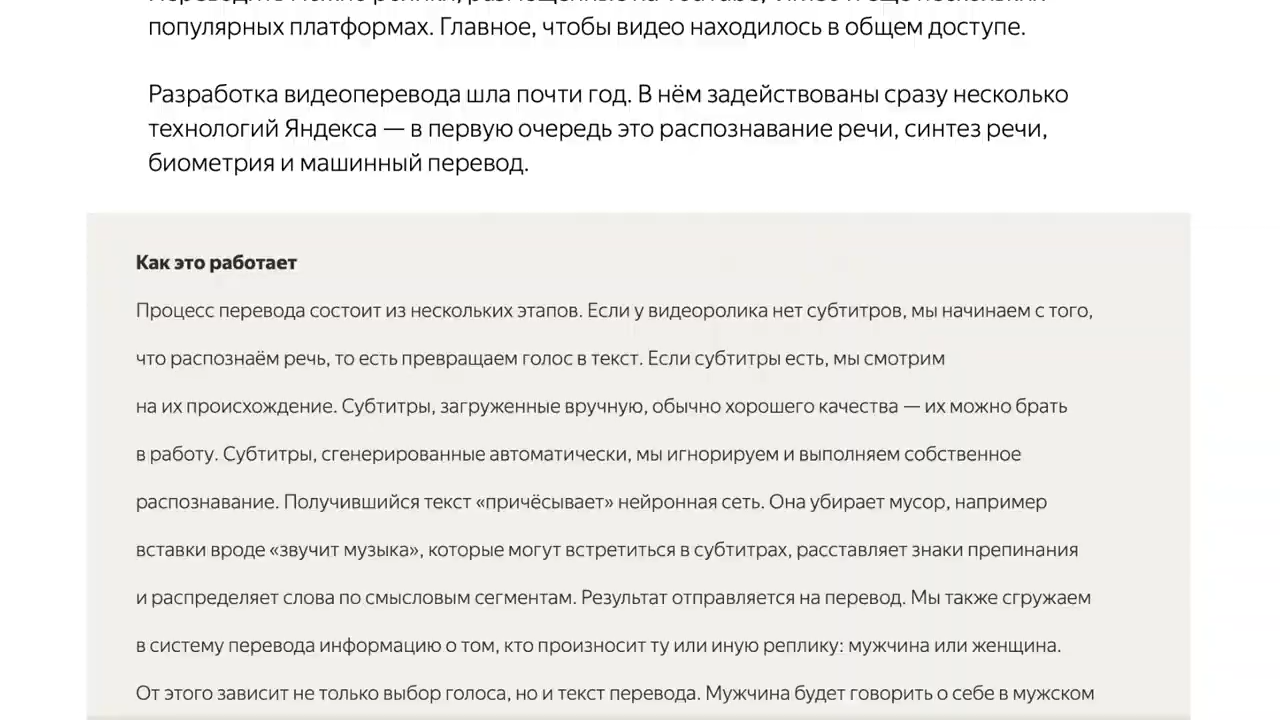 популярных платформах. Главное, чтобы видео находилось в общем доступе.
Разработка видеоперевода шла почти год. В нём задействованы сразу несколько
технологий Яндекса — в первую очередь это распознавание речи, синтез речи,
биометрия и машинный перевод.
Как это работает
Процесс перевода состоит из нескольких этапов. Если у видеоролика нет субтитров, мы начинаем с того,
что распознаём речь, то есть превращаем голос в текст. Если субтитры есть, мы смотрим
на их происхождение. Субтитры, загруженные вручную, обычно хорошего качества — их можно брать
в работу. Субтитры, сгенерированные автоматически, мы игнорируем и выполняем собственное
распознавание. Получившийся текст «причёсывает» нейронная сеть. Она убирает мусор, например
вставки вроде «звучит музыка», которые могут встретиться в субтитрах, расставляет знаки препинания
и распределяет слова по смысловым сегментам. Результат отправляется на перевод. Мы также сгружаем
в систему перевода информацию о том, кто произносит ту или иную реплику: мужчина или женщина.
От этого зависит не только выбор голоса, но и текст перевода. Мужчина будет говорить о себе в мужском